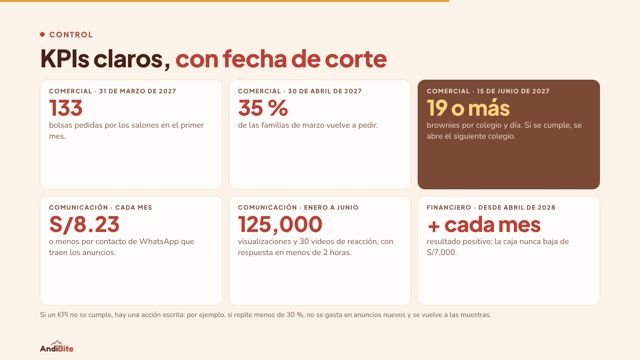 CONTROL
KPIs claros, con fecha de corte
COMERCIAL · 31 DE MARZO DE 2027
133
bolsas pedidas por los salones en el primer
mes.
COMERCIAL · 30 DE ABRIL DE 2027
35 %
de las familias de marzo vuelve a pedir.
COMERCIAL · 15 DE JUNIO DE 2027
19 o más
brownies por colegio y día. Si se cumple, se
abre el siguiente colegio.
COMUNICACIÓN · CADA MES
S/8.23
o menos por contacto de WhatsApp que
traen los anuncios.
COMUNICACIÓN · ENERO A JUNIO
125,000
visualizaciones y 30 videos de reacción, con
respuesta en menos de 2 horas.
FINANCIERO · DESDE ABRIL DE 2028
+ cada mes
resultado positivo; la caja nunca baja de
S/7,000.
Si un KPI no se cumple, hay una acción escrita: por ejemplo, si repite menos de 30 %, no se gasta en anuncios nuevos y se vuelve a las muestras.
AndiBite